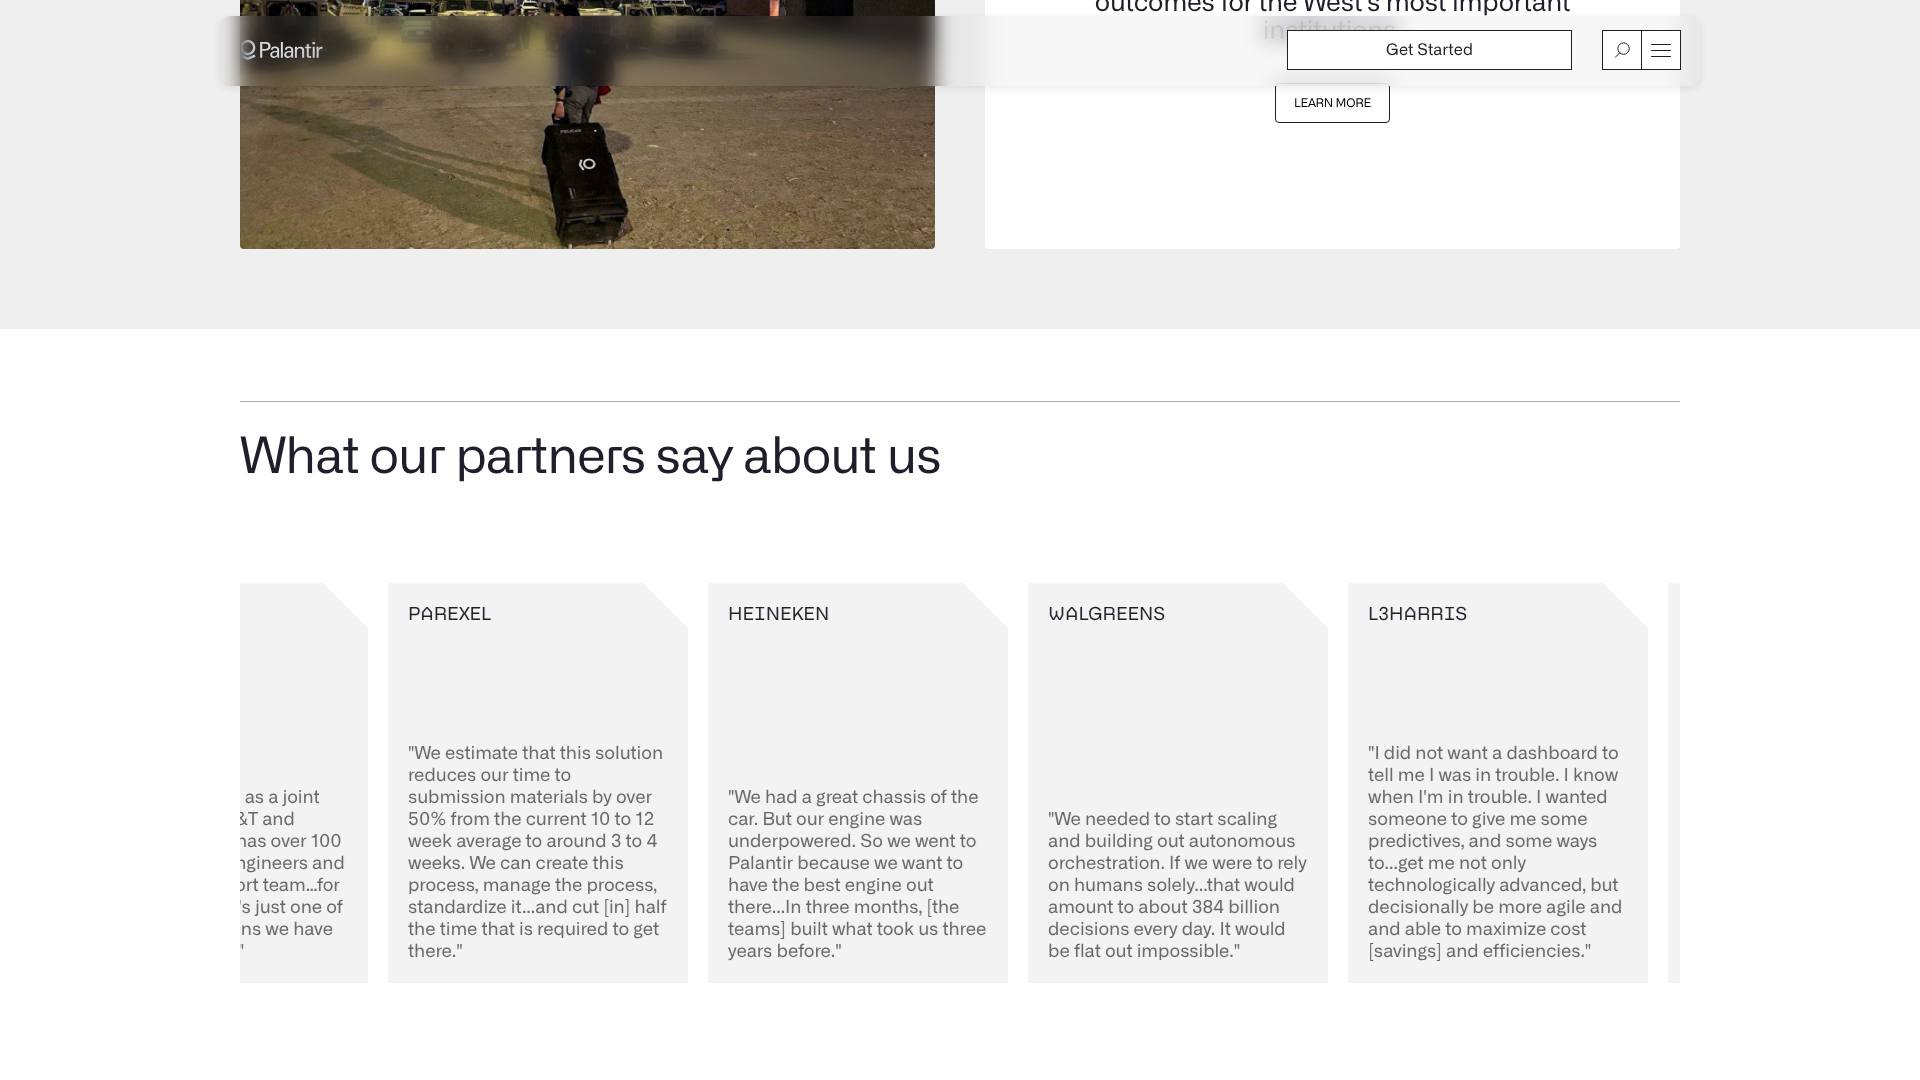 outcomes for the West's most important
institutions
Palantir
Get Started
LEARN MORE
What our partners say about us
as a joint
&T and
has over 100
engineers and
ort team...for
's just one of
ns we have
"
PAREXEL
"We estimate that this solution
reduces our time to
submission materials by over
50% from the current 10 to 12
week average to around 3 to 4
weeks. We can create this
process, manage the process,
standardize it...and cut [in] half
the time that is required to get
there."
HEINEKEN
"We had a great chassis of the
car. But our engine was
underpowered. So we went to
Palantir because we want to
have the best engine out
there...In three months, [the
teams] built what took us three
years before."
WALGREENS
"We needed to start scaling
and building out autonomous
orchestration. If we were to rely
on humans solely...that would
amount to about 384 billion
decisions every day. It would
be flat out impossible."
L3HARRIS
"I did not want a dashboard to
tell me I was in trouble. I know
when I'm in trouble. I wanted
someone to give me some
predictives, and some ways
to...get me not only
technologically advanced, but
decisionally be more agile and
and able to maximize cost
[savings] and efficiencies."